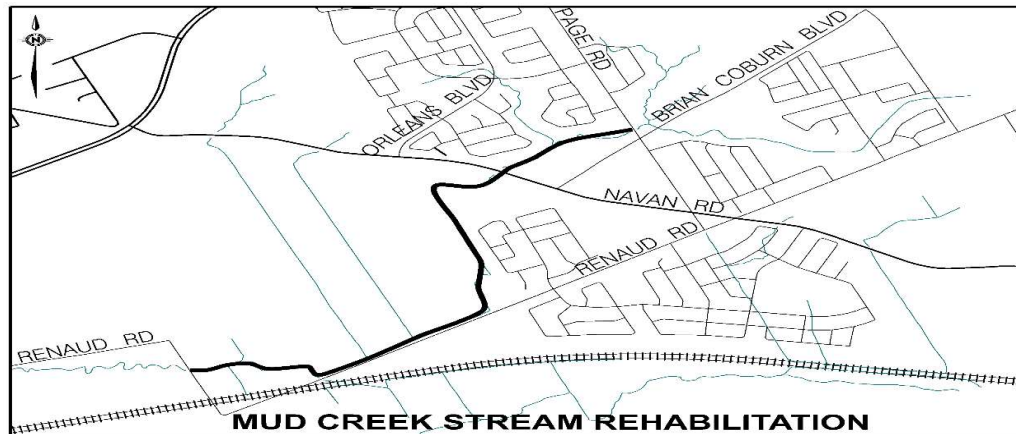 N
PAGE RD
BRIAN COBURN BLVD
ORLEANS BLVD
NAVAN RD
RENAUD RD
RENAUD RD
MUD CREEK STREAM REHABILITATION